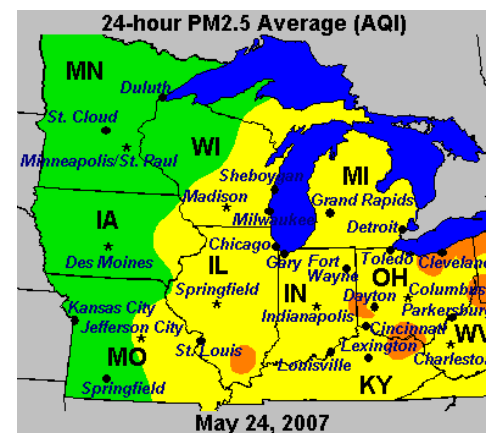 24-hour PM2.5 Average (AQI)
MN
Duluth
St. Cloud
WI
Minneapolis/St. Paul
Sheboygan
MI
Madison
Grand Rapids
IA
Milwaukee
Detroit
Chicago
Toledo
Cleveland
Des Moines
Gary
Fort
Wayne
IL
OH
Springfield
IN
Columbus
Kansas City
Dayton
Parkersburg
Indianapolis
Jefferson City
Cincinnati
WV
St. Louis
Lexington
MO
Louisville
Charleston
Springfield
KY
May 24, 2007